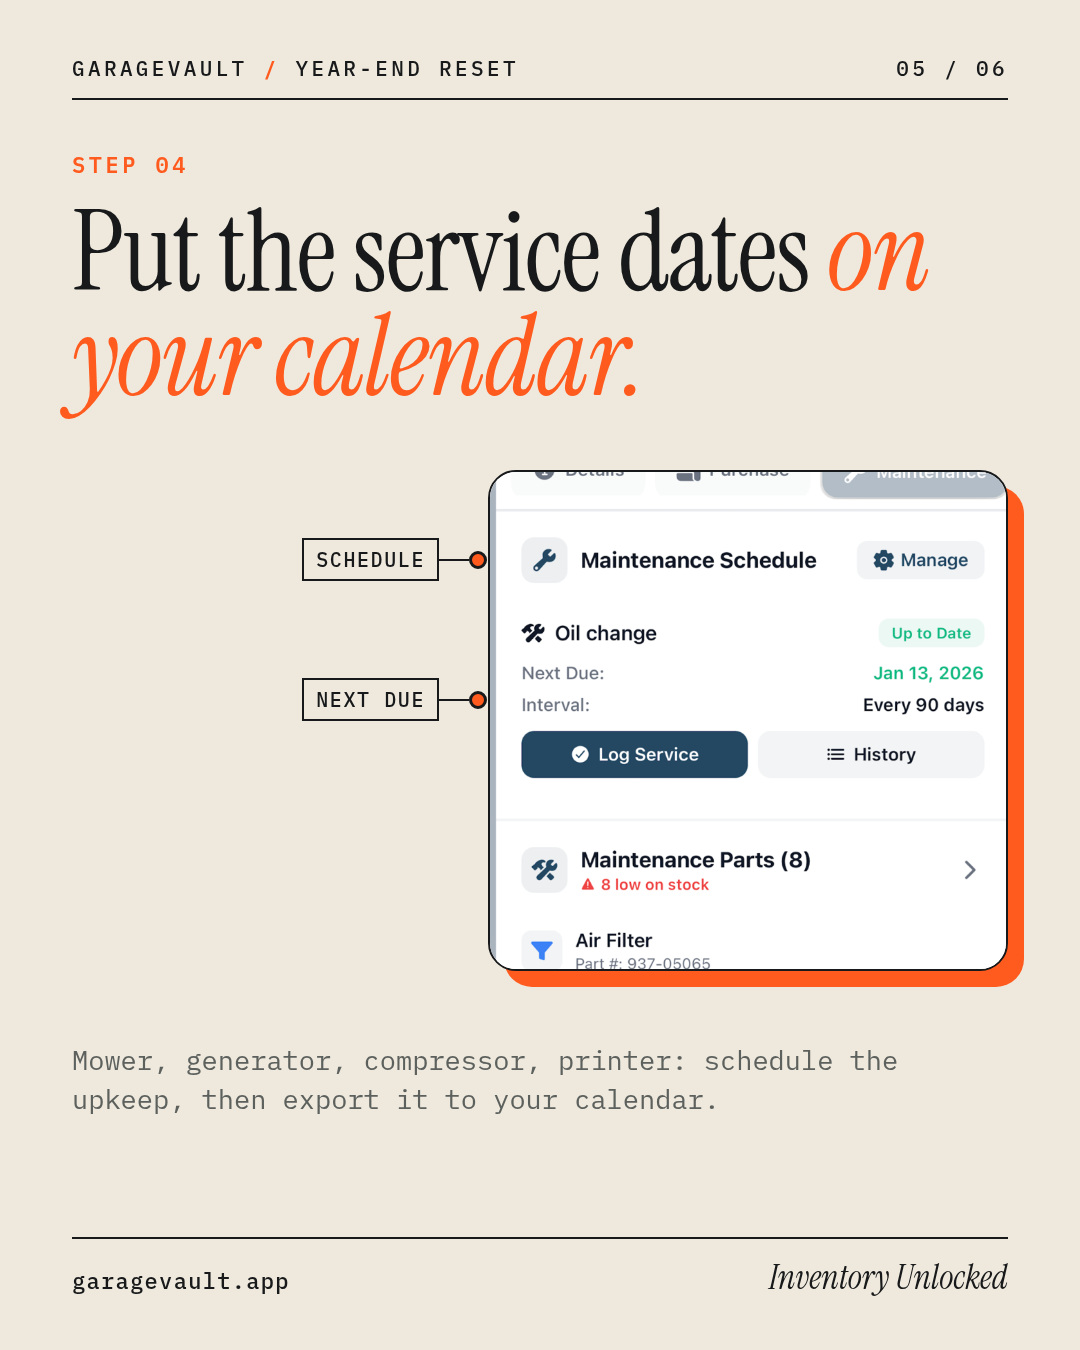 GARAGEVAULT / YEAR-END RESET
05 / 06
STEP 04
Put the service dates on
your calendar.
Details
Purchase
Maintenance
SCHEDULE
Maintenance Schedule
Manage
Oil change
Up to Date
Next Due:
Jan 13, 2026
NEXT DUE
Interval:
Every 90 days
Log Service
History
Maintenance Parts (8)
8 low on stock
Air Filter
Part #: 937-05065
Mower, generator, compressor, printer: schedule the
upkeep, then export it to your calendar.
garagevault.app
Inventory Unlocked